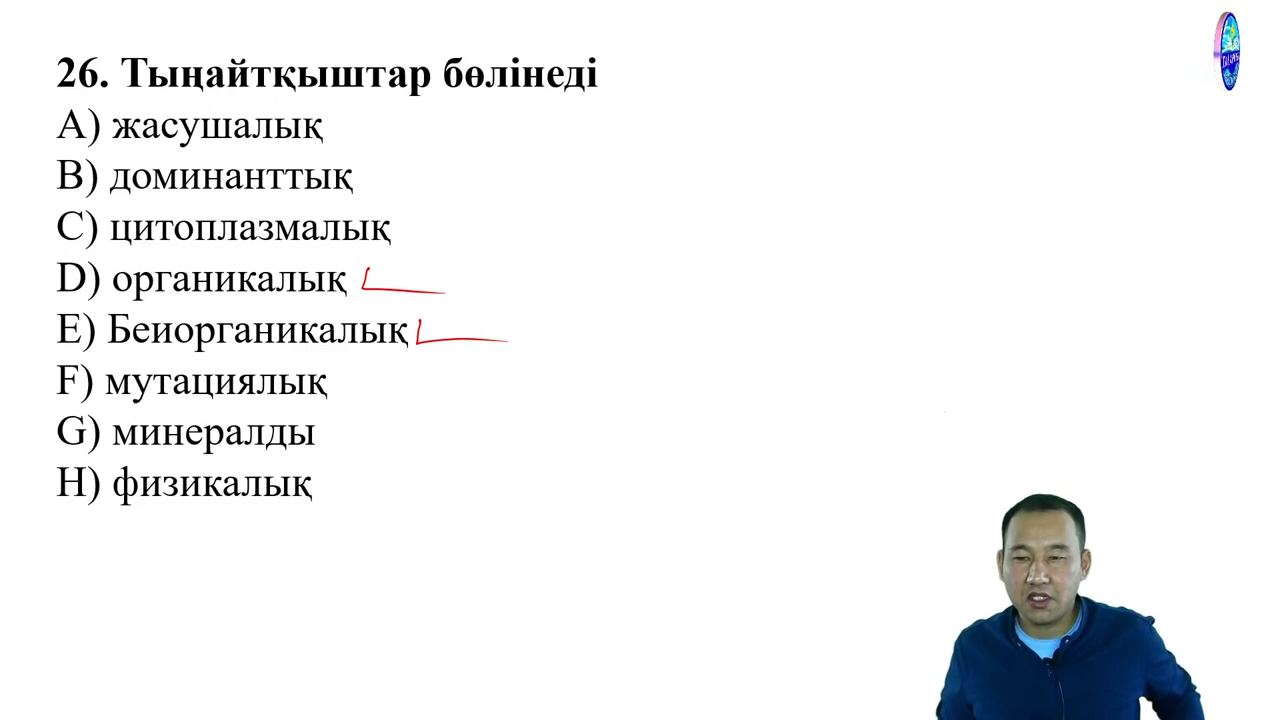 26. Тыңайтқыштар бөлінеді
A) жасушалық
B) доминанттық
C) цитоплазмалық
D) органикалық
E) Беиорганикалық
F) мутациялық
G) минералды
H) физикалық